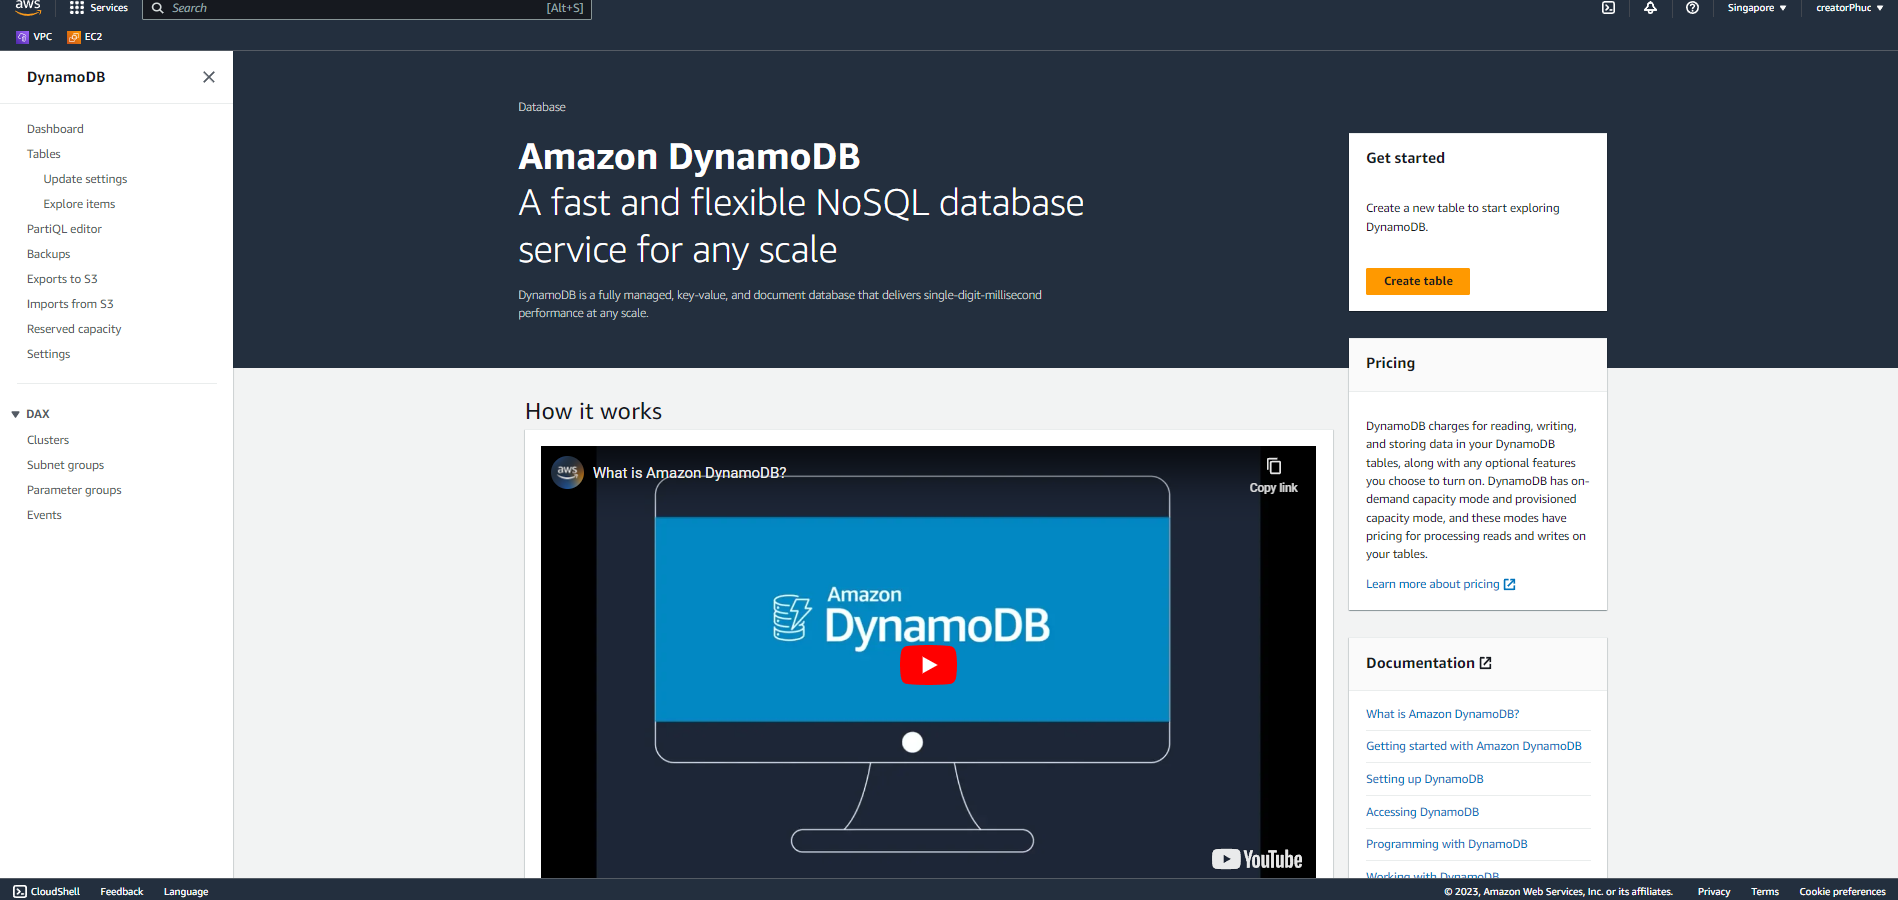 aws
Services
Search
[Alt+S]
Singapore
creatorPhuc
VPC
EC2
DynamoDB
Dashboard
Tables
Update settings
Explore items
PartiQL editor
Backups
Exports to S3
Imports from S3
Reserved capacity
Settings
DAX
Clusters
Subnet groups
Parameter groups
Events
Database
Amazon DynamoDB
A fast and flexible NoSQL database
service for any scale
DynamoDB is a fully managed, key-value, and document database that delivers single-digit-millisecond
performance at any scale.
Get started
Create a new table to start exploring
DynamoDB.
Create table
How it works
aws
What is Amazon DynamoDB?
Copy link
Amazon
DynamoDB
YouTube
Pricing
DynamoDB charges for reading, writing,
and storing data in your DynamoDB
tables, along with any optional features
you choose to turn on. DynamoDB has on-
demand capacity mode and provisioned
capacity mode, and these modes have
pricing for processing reads and writes on
your tables.
Learn more about pricing
Documentation
What is Amazon DynamoDB?
Getting started with Amazon DynamoDB
Setting up DynamoDB
Accessing DynamoDB
Programming with DynamoDB
Working with DynamoDB
CloudShell
Feedback
Language
© 2023, Amazon Web Services, Inc. or its affiliates.
Privacy
Terms
Cookie preferences